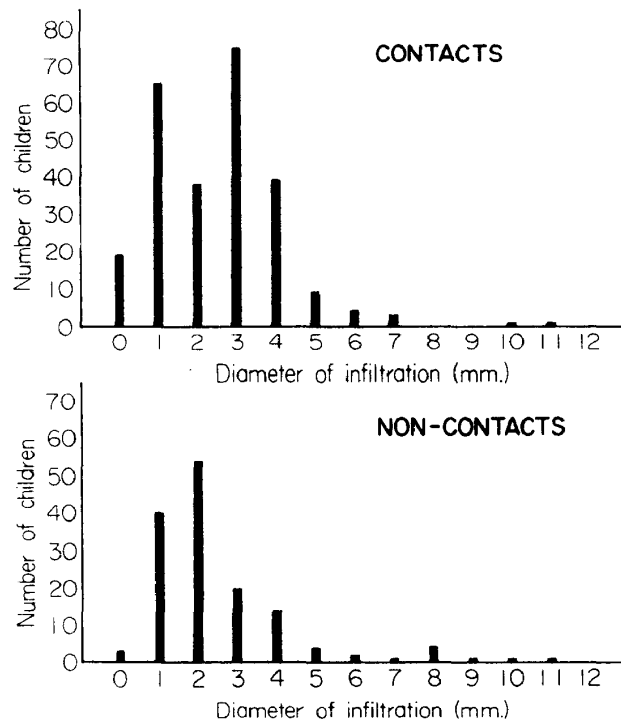 CONTACTS
Number of children
80
70
60
50
40
30
20
10
0
0 1 2 3 4 5 6 7 8 9 10 11 12
Diameter of infiltration (mm.)
NON-CONTACTS
Number of children
70
60
50
40
30
20
10
0
0 1 2 3 4 5 6 7 8 9 10 11 12
Diameter of infiltration (mm.)